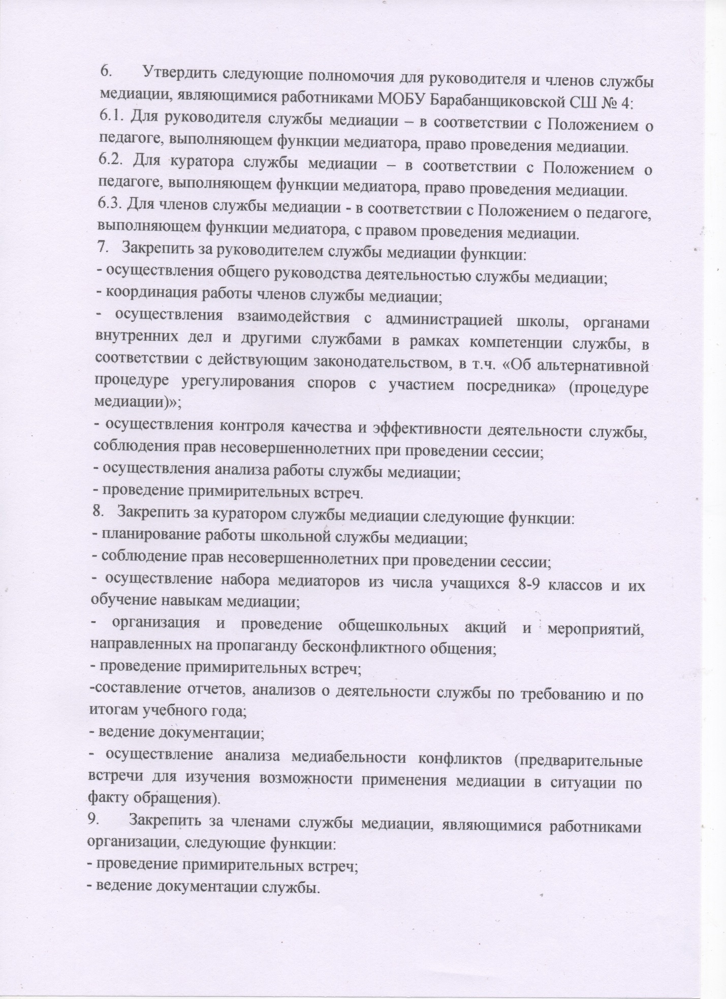 6. Утвердить следующие полномочия для руководителя и членов службы
медиации, являющимися работниками МОБУ Барабанщиковской СШ № 4:
6.1. Для руководителя службы медиации – в соответствии с Положением о
педагоге, выполняющем функции медиатора, право проведения медиации.
6.2. Для куратора службы медиации – в соответствии с Положением о
педагоге, выполняющем функции медиатора, право проведения медиации.
6.3. Для членов службы медиации - в соответствии с Положением о педагоге,
выполняющем функции медиатора, с правом проведения медиации.
7. Закрепить за руководителем службы медиации функции:
- осуществления общего руководства деятельностью службы медиации;
- координация работы членов службы медиации;
- осуществления взаимодействия с администрацией школы, органами
внутренних дел и другими службами в рамках компетенции службы, в
соответствии с действующим законодательством, в т.ч. «Об альтернативной
процедуре урегулирования споров с участием посредника» (процедуре
медиации)»;
- осуществления контроля качества и эффективности деятельности службы,
соблюдения прав несовершеннолетних при проведении сессии;
- осуществления анализа работы службы медиации;
- проведение примирительных встреч.
8. Закрепить за куратором службы медиации следующие функции:
- планирование работы школьной службы медиации;
- соблюдение прав несовершеннолетних при проведении сессии;
- осуществление набора медиаторов из числа учащихся 8-9 классов и их
обучение навыкам медиации;
- организация и проведение общешкольных акций и мероприятий,
направленных на пропаганду бесконфликтного общения;
- проведение примирительных встреч;
-составление отчетов, анализов о деятельности службы по требованию и по
итогам учебного года;
- ведение документации;
- осуществление анализа медиабельности конфликтов (предварительные
встречи для изучения возможности применения медиации в ситуации по
факту обращения).
9. Закрепить за членами службы медиации, являющимися работниками
организации, следующие функции:
- проведение примирительных встреч;
- ведение документации службы.